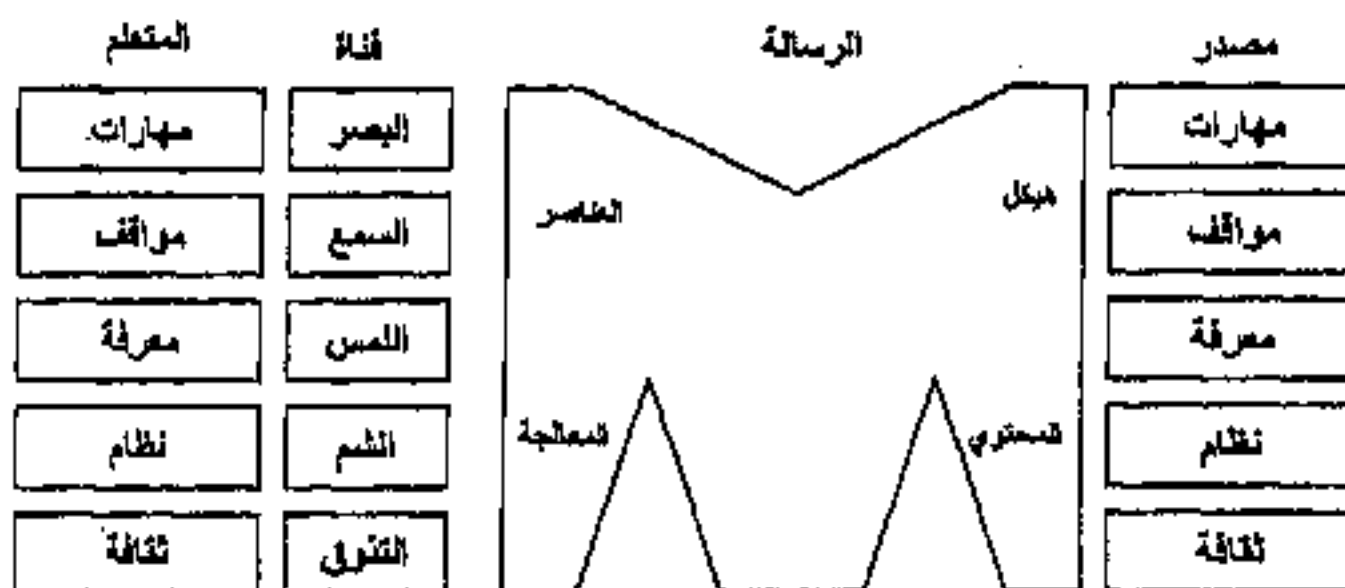 مصدر الرسالة قناة المتعلم
مهارات البصر مهارات
هيكل العناصر
مواقف السمع مواقف
معرفة اللمس معرفة
المحتوي المعالجة
نظام الشم نظام
ثقافة التذوق ثقافة